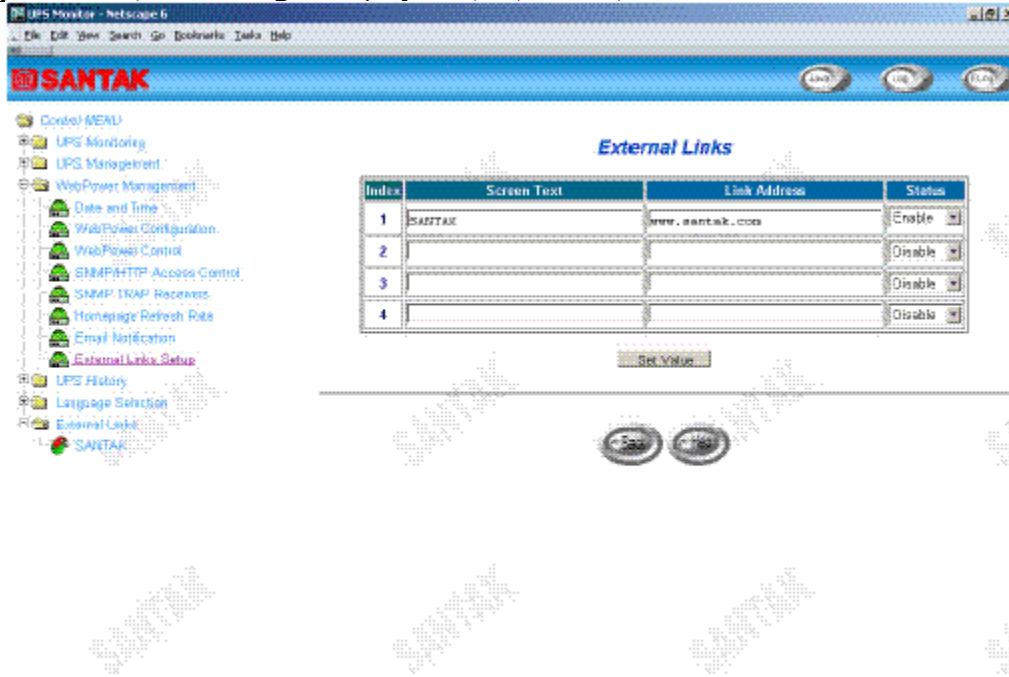 UPS Monitor - Netscape 6
File Edit View Search Go Bookmarks Tasks Help
SANTAK
Control MENU
UPS Monitoring
UPS Management
WebPower Management
Date and Time
WebPower Configuration
WebPower Control
SNMP/HTTP Access Control
SNMP TRAP Receivers
Homepage Refresh Rate
Email Notification
External Links Setup
UPS History
Language Selection
External Links
SANTAK
External Links
Index Screen Text Link Address Status
1 SANTAK www.santak.com Enable
2 Disable
3 Disable
4 Disable
Set Value
SANTAK SANTAK SANTAK